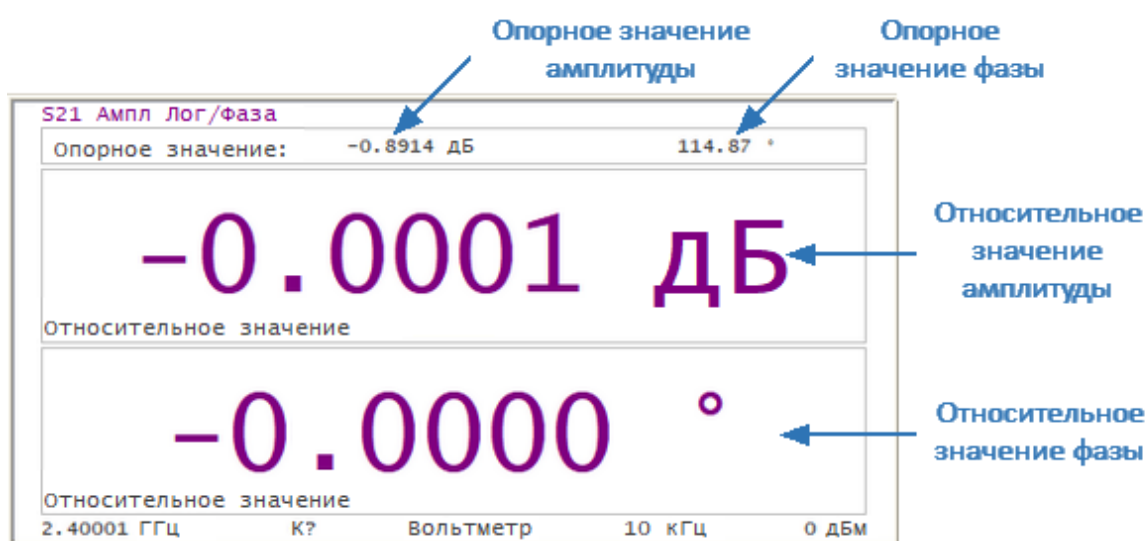 Опорное значение
амплитуды
Опорное
значение фазы
S21 Ампл Лог/Фаза
Опорное значение: -0.8914 дБ 114.87 °
-0.0001 дБ
Относительное значение
Относительное
значение
амплитуды
-0.0000 °
Относительное значение
Относительное
значение фазы
2.40001 ГГц К? Вольтметр 10 кГц 0 дБм